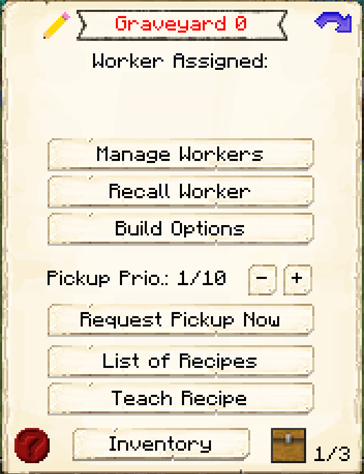 Graveyard 0
Worker Assigned:
Manage Workers
Recall Worker
Build Options
Pickup Prio.: 1/10 - +
Request Pickup Now
List of Recipes
Teach Recipe
? Inventory 1/3